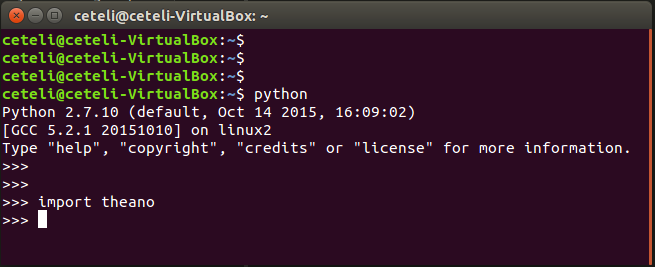 ceteli@ceteli-VirtualBox: ~
ceteli@ceteli-VirtualBox:~$
ceteli@ceteli-VirtualBox:~$
ceteli@ceteli-VirtualBox:~$
ceteli@ceteli-VirtualBox:~$ python
Python 2.7.10 (default, Oct 14 2015, 16:09:02)
[GCC 5.2.1 20151010] on linux2
Type "help", "copyright", "credits" or "license" for more information.
>>>
>>>
>>> import theano
>>>